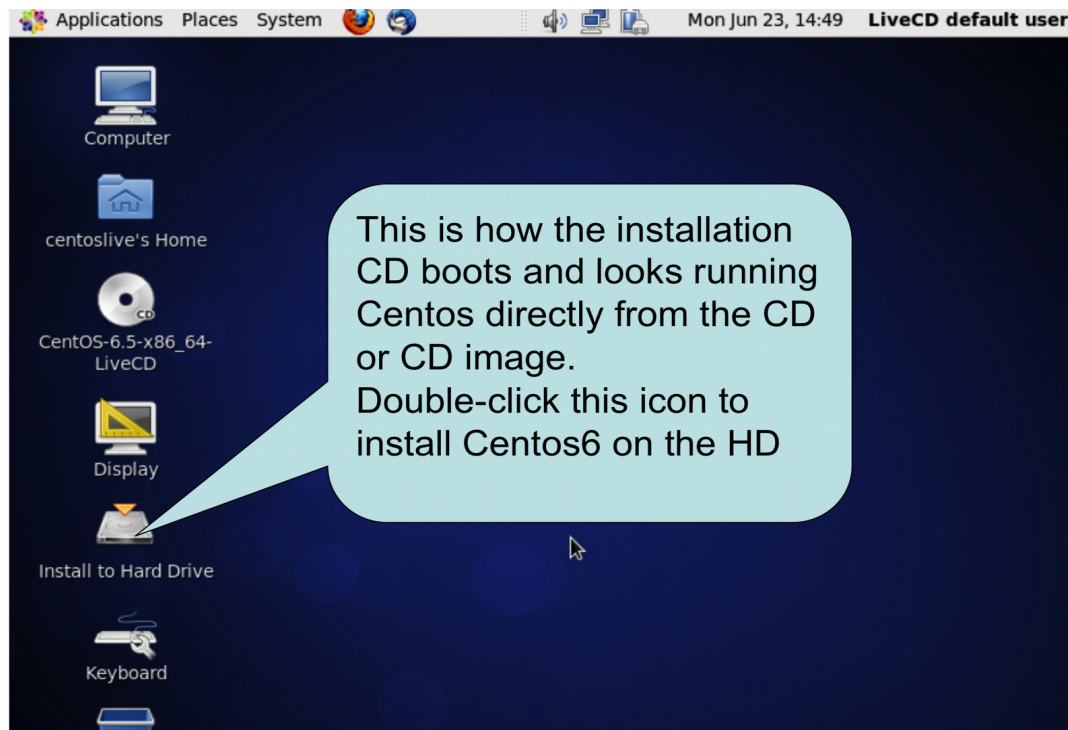 Applications Places System Mon Jun 23, 14:49 LiveCD default user
Computer
centoslive's Home
CD
CentOS-6.5-x86_64-
LiveCD
Display
Install to Hard Drive
Keyboard
This is how the installation
CD boots and looks running
Centos directly from the CD
or CD image.
Double-click this icon to
install Centos6 on the HD